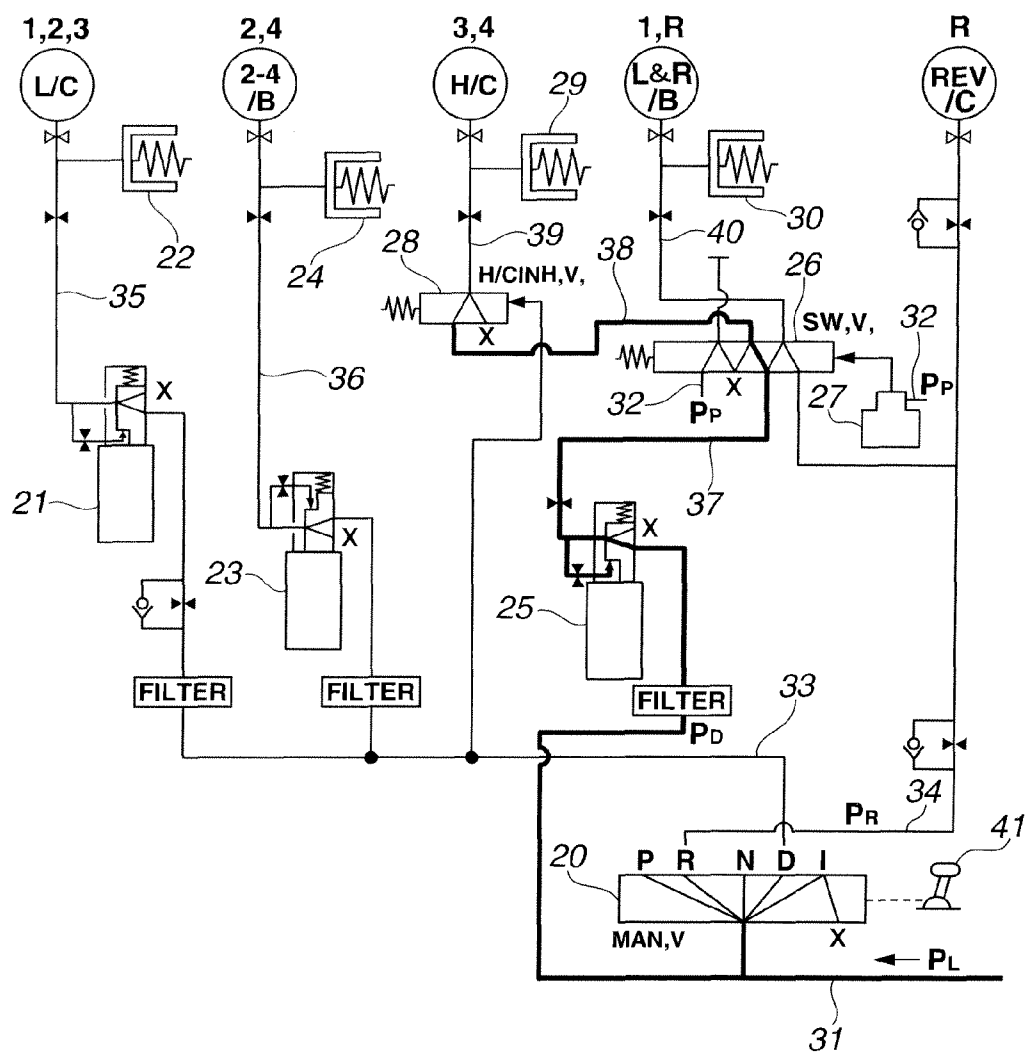 1,2,3 2,4 3,4 1,R R
L/C 2-4 /B H/C L&R /B REV /C
29
22 24 30
28 39 38 40 26
H/CINH,V,
35 SW,V, 32
X
PP
X 36 32 X 27
PP
21 37
X X
23 25
FILTER FILTER FILTER
PD 33
34
PR 41
20 P R N D I
MAN,V X
PL
31